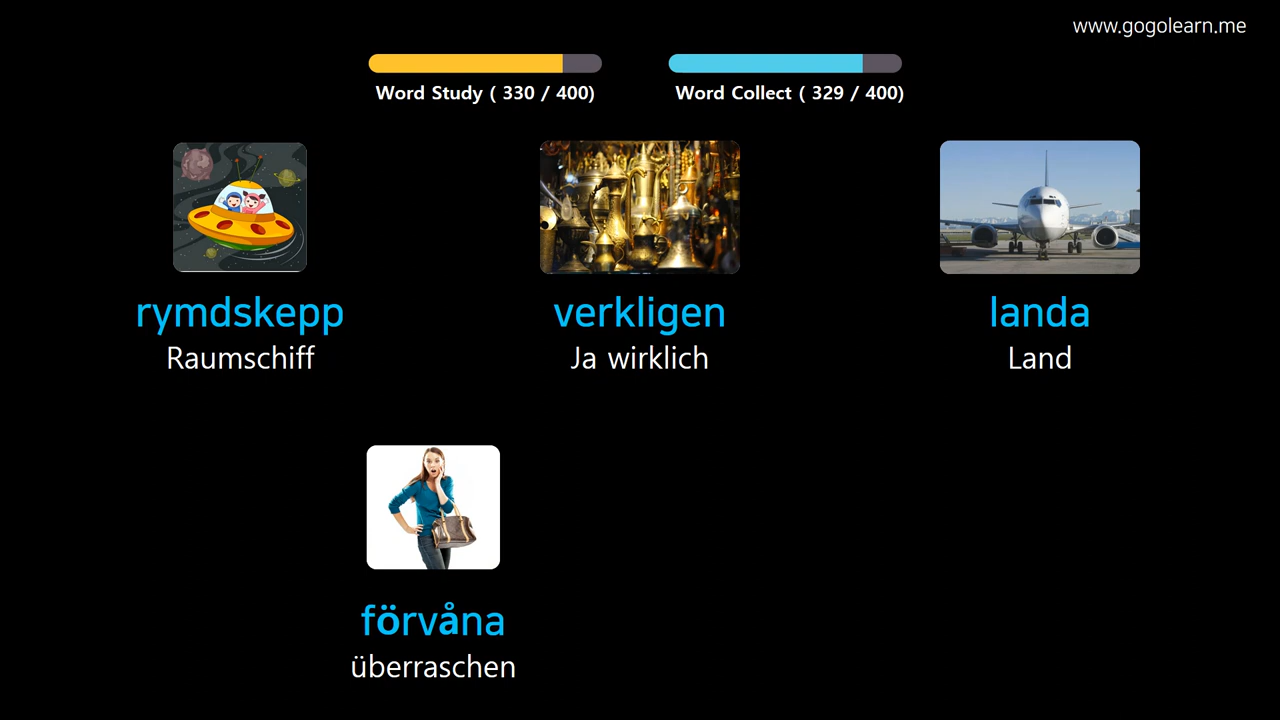 www.gogolearn.me
Word Study ( 330 / 400)
Word Collect ( 329 / 400)
rymdskepp
Raumschiff
verkligen
Ja wirklich
landa
Land
förvåna
überraschen